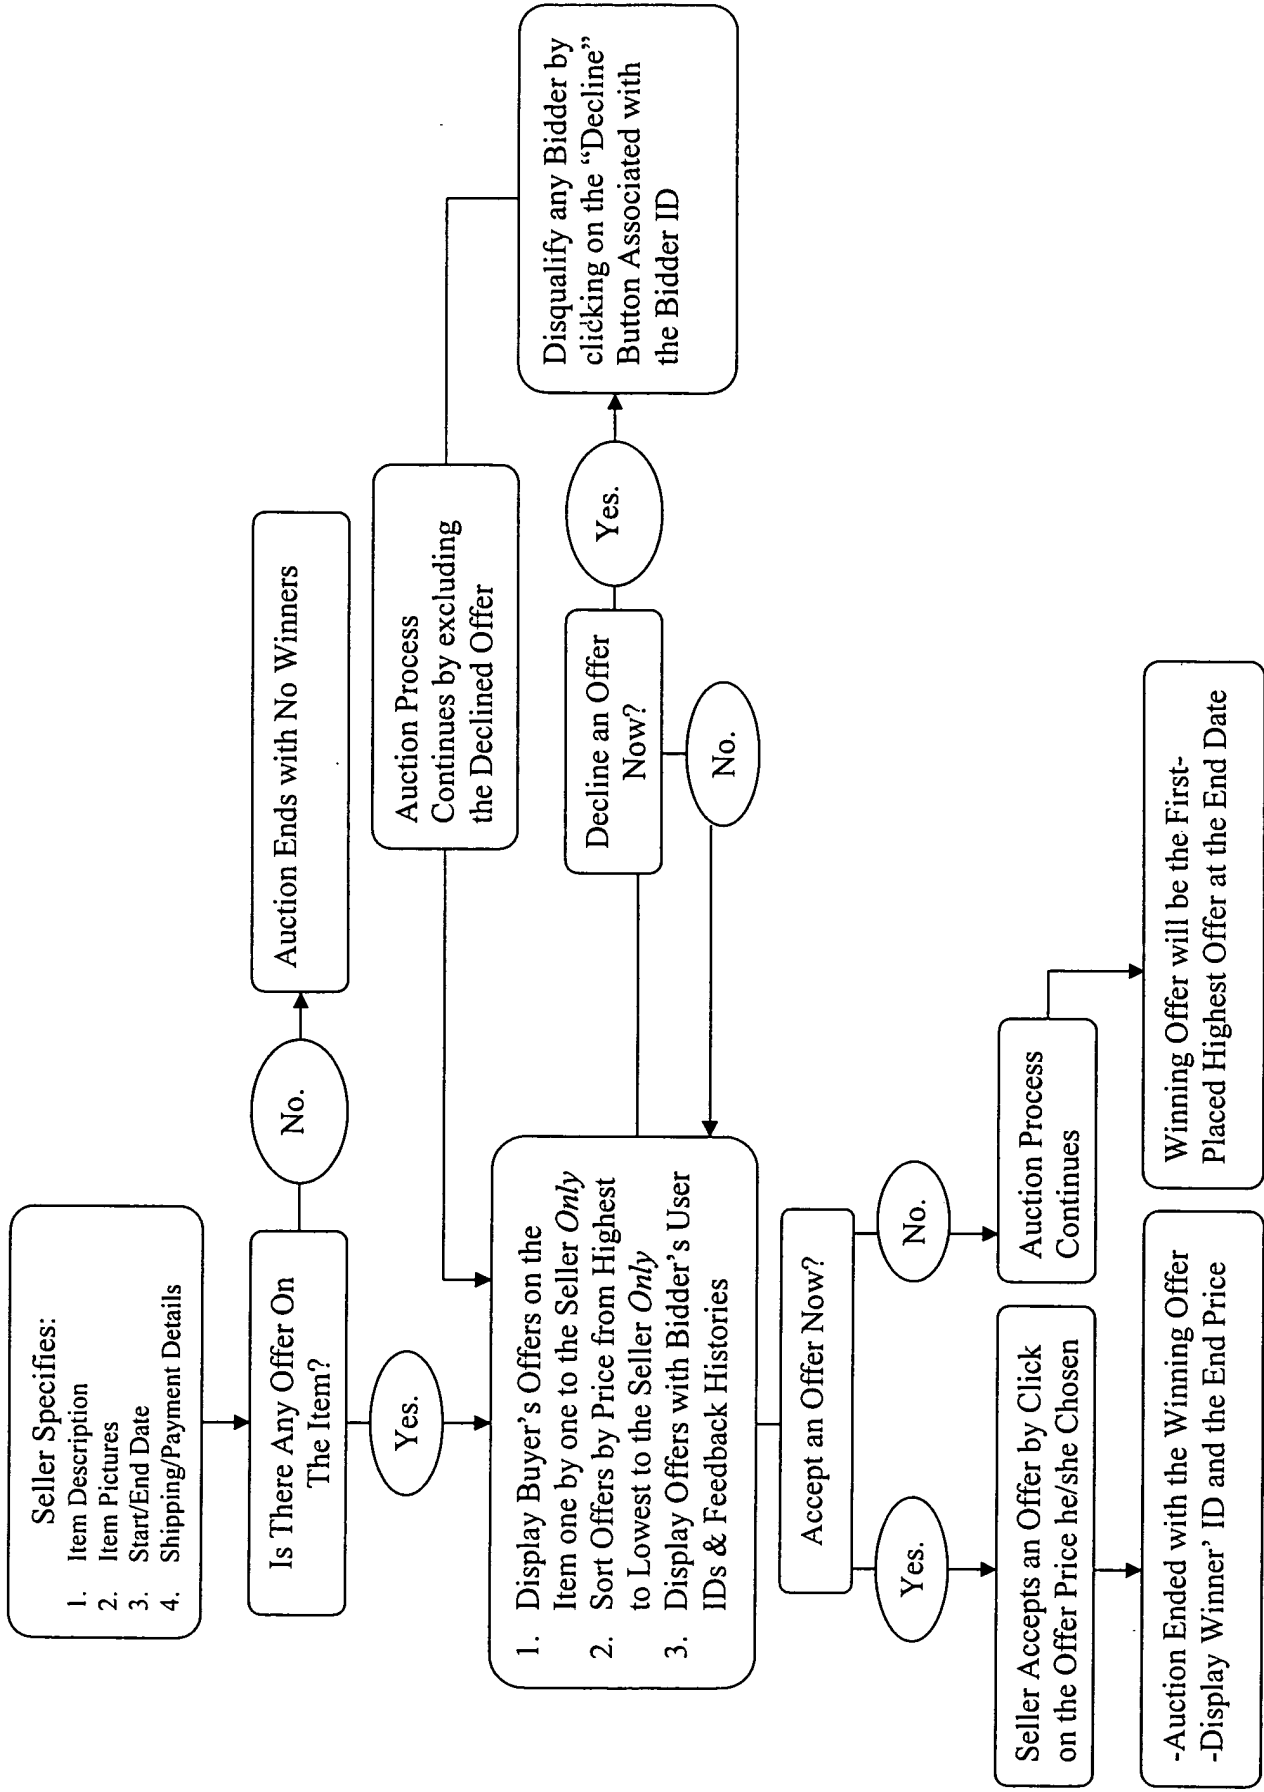 Seller Specifies:
1. Item Description
2. Item Pictures
3. Start/End Date
4. Shipping/Payment Details
Is There Any Offer On
The Item?
No.
Auction Ends with No Winners
Yes.
Auction Process
Continues by excluding
the Declined Offer
1. Display Buyer's Offers on the
Item one by one to the Seller Only
2. Sort Offers by Price from Highest
to Lowest to the Seller Only
3. Display Offers with Bidder's User
IDs & Feedback Histories
Decline an Offer
Now?
Yes.
Disqualify any Bidder by
clicking on the “Decline”
Button Associated with
the Bidder ID
No.
Accept an Offer Now?
Yes.
No.
Seller Accepts an Offer by Click
on the Offer Price he/she Chosen
Auction Process
Continues
-Auction Ended with the Winning Offer
-Display Winner' ID and the End Price
Winning Offer will be the First-
Placed Highest Offer at the End Date